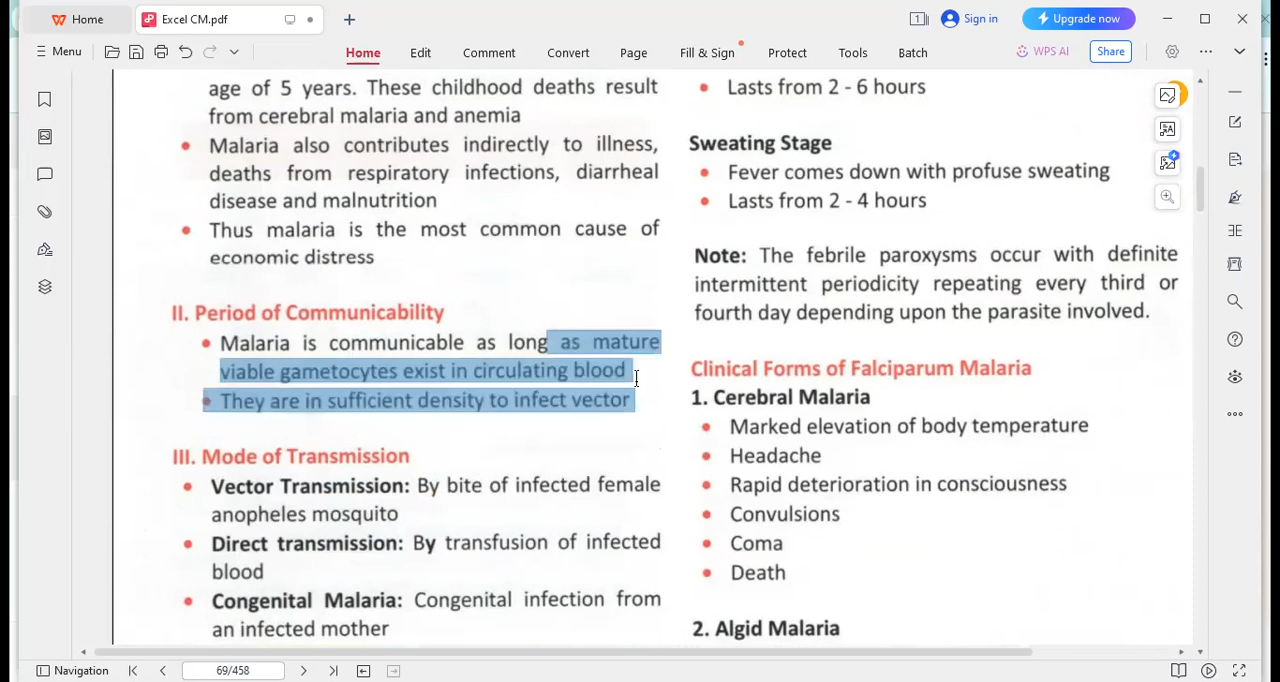 Home
Excel CM.pdf
Sign in
Upgrade now
Menu
Home
Edit
Comment
Convert
Page
Fill & Sign
Protect
Tools
Batch
WPS AI
Share
age of 5 years. These childhood deaths result
from cerebral malaria and anemia
• Malaria also contributes indirectly to illness,
deaths from respiratory infections, diarrheal
disease and malnutrition
• Thus malaria is the most common cause of
economic distress
II. Period of Communicability
• Malaria is communicable as long as mature
viable gametocytes exist in circulating blood
• They are in sufficient density to infect vector
III. Mode of Transmission
• Vector Transmission: By bite of infected female
anopheles mosquito
• Direct transmission: By transfusion of infected
blood
• Congenital Malaria: Congenital infection from
an infected mother
• Lasts from 2 - 6 hours
Sweating Stage
• Fever comes down with profuse sweating
• Lasts from 2 - 4 hours
Note: The febrile paroxysms occur with definite
intermittent periodicity repeating every third or
fourth day depending upon the parasite involved.
Clinical Forms of Falciparum Malaria
1. Cerebral Malaria
• Marked elevation of body temperature
• Headache
• Rapid deterioration in consciousness
• Convulsions
• Coma
• Death
2. Algid Malaria
Navigation
69/458